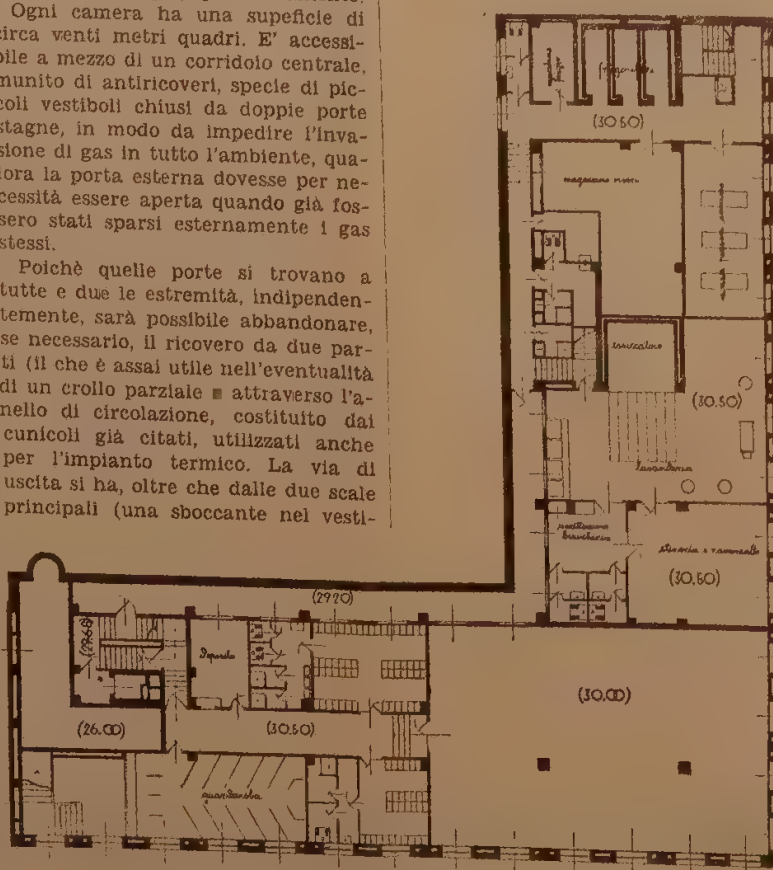 Ogni camera ha una supeficie di
circa venti metri quadri. E' accessi-
bile a mezzo di un corridoio centrale,
munito di antiricoveri, specie di pic-
coli vestiboli chiusi da doppie porte
stagne, in modo da impedire l'inva-
sione di gas in tutto l'ambiente, qua-
lora la porta esterna dovesse per ne-
cessità essere aperta quando già fos-
sero stati sparsi esternamente i gas
stessi.
Poichè quelle porte si trovano a
tutte e due le estremità, indipenden-
temente, sarà possibile abbandonare,
se necessario, il ricovero da due par-
ti (il che è assai utile nell'eventualità
di un crollo parziale ■ attraverso l'a-
nello di circolazione, costituito dai
cunicoli già citati, utilizzati anche
per l'impianto termico. La via di
uscita si ha, oltre che dalle due scale
principali (una sboccante nel vesti-
(30.50)
magazzino viveri
(30.50)
lavanderia
stireria e rammendo
(30.50)
(29.20)
Deposito
(30.00)
(26.00)
(30.50)
guardaroba